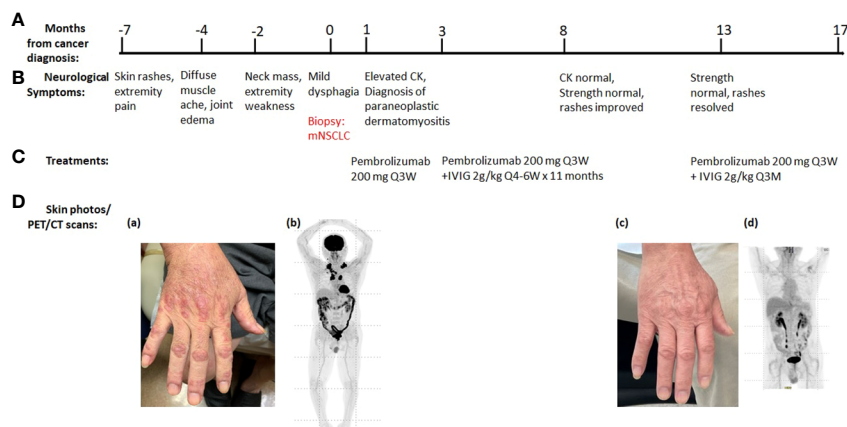 A
Months
from cancer
diagnosis:
-7 -4 -2 0 1 3 8 13 17
B
Neurological
Symptoms:
Skin rashes,
extremity
pain
Diffuse
muscle
ache, joint
edema
Neck mass,
extremity
weakness
Mild
dysphagia
Biopsy:
mNSCLC
Elevated CK,
Diagnosis of
paraneoplastic
dermatomyositis
CK normal,
Strength normal,
rashes improved
Strength
normal, rashes
resolved
C
Treatments:
Pembrolizumab
200 mg Q3W
Pembrolizumab 200 mg Q3W
+IVIG 2g/kg Q4-6W x 11 months
Pembrolizumab 200 mg Q3W
+ IVIG 2g/kg Q3M
D
Skin photos/
PET/CT scans:
(a)
(b)
(c)
(d)